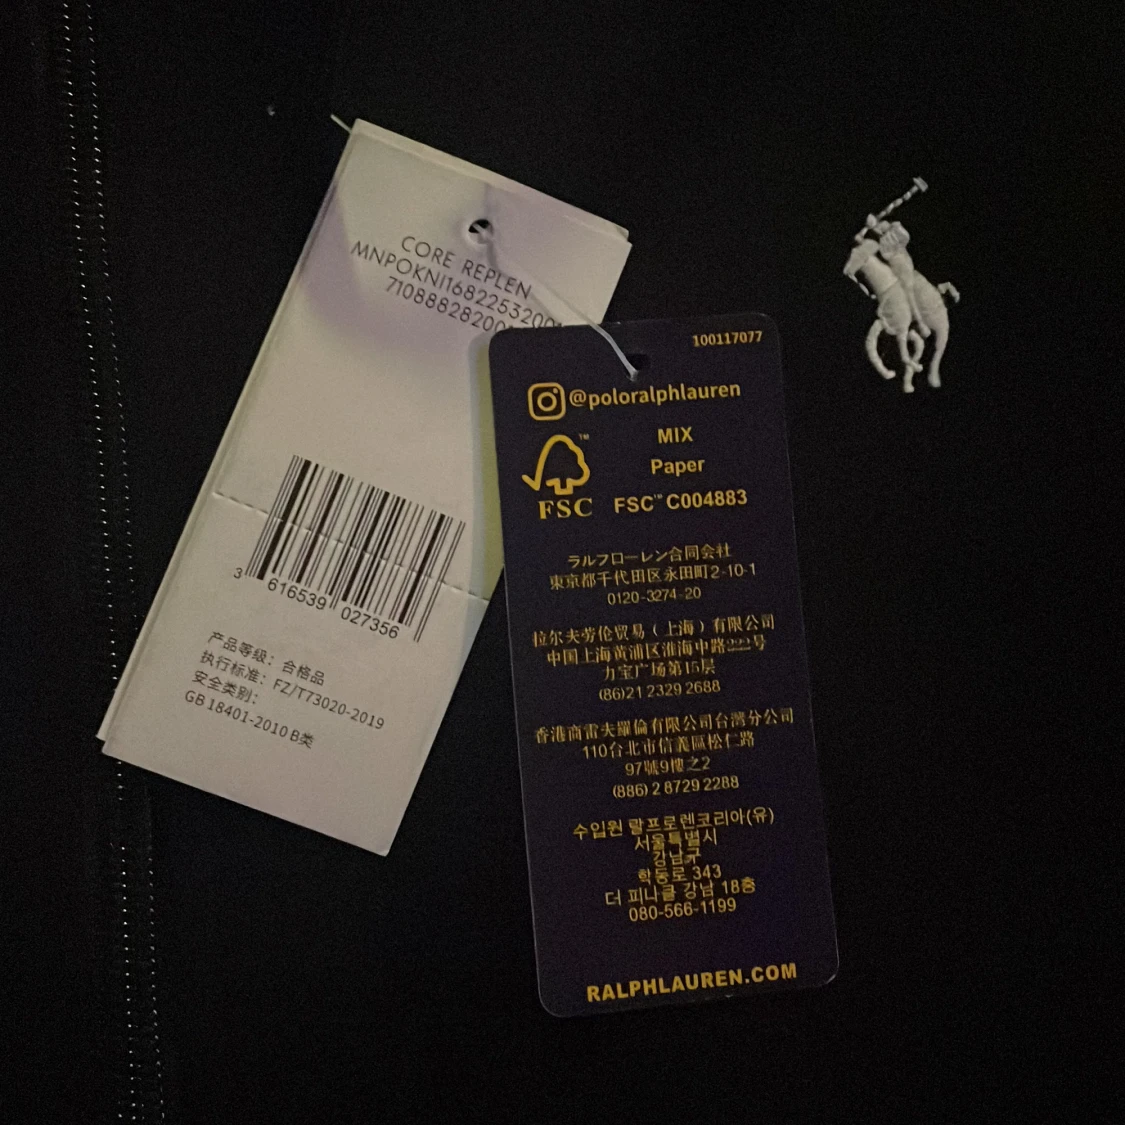 CORE REPLEN
MNPOKNI16822532001
7108882820
3 616539 027356
产品等级：合格品
执行标准：FZ/T73020-2019
安全类别：
GB 18401-2010 B类
100117077
@poloralphlauren
MIX
Paper
FSC™ C004883
FSC
ラルフローレン合同会社
東京都千代田区永田町2-10-1
0120-3274-20
拉尔夫劳伦贸易（上海）有限公司
中国上海黄浦区淮海中路222号
力宝广场第15层
(86)21 2329 2688
香港商雷夫羅倫有限公司台灣分公司
110台北市信義區松仁路
97號9樓之2
(886) 2 8729 2288
수입원 랄프로렌코리아(유)
서울특별시
강남구
학동로 343
더 피나클 강남 18층
080-566-1199
RALPHLAUREN.COM